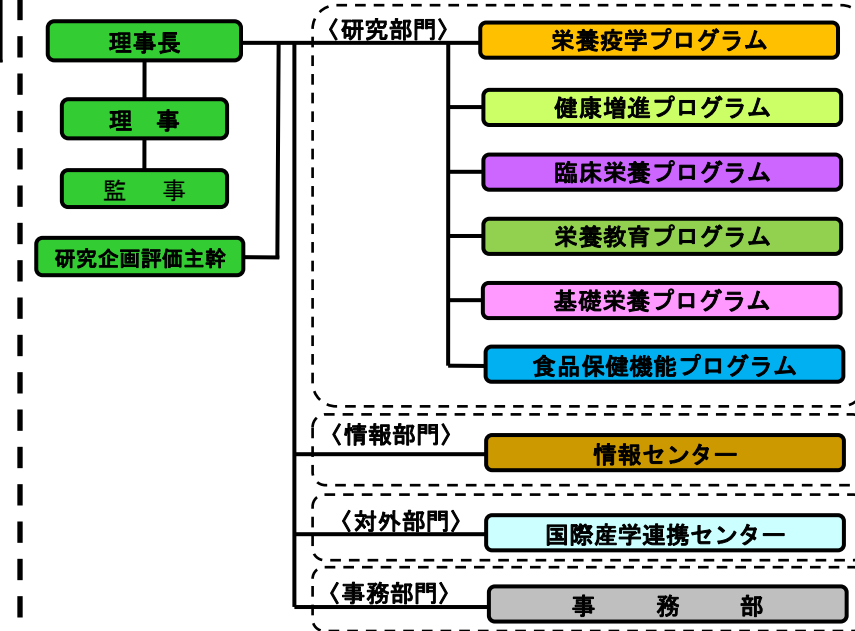 理事長
理　事
監　事
研究企画評価主幹
〈研究部門〉
栄養疫学プログラム
健康増進プログラム
臨床栄養プログラム
栄養教育プログラム
基礎栄養プログラム
食品保健機能プログラム
〈情報部門〉
情報センター
〈対外部門〉
国際産学連携センター
〈事務部門〉
事　務　部